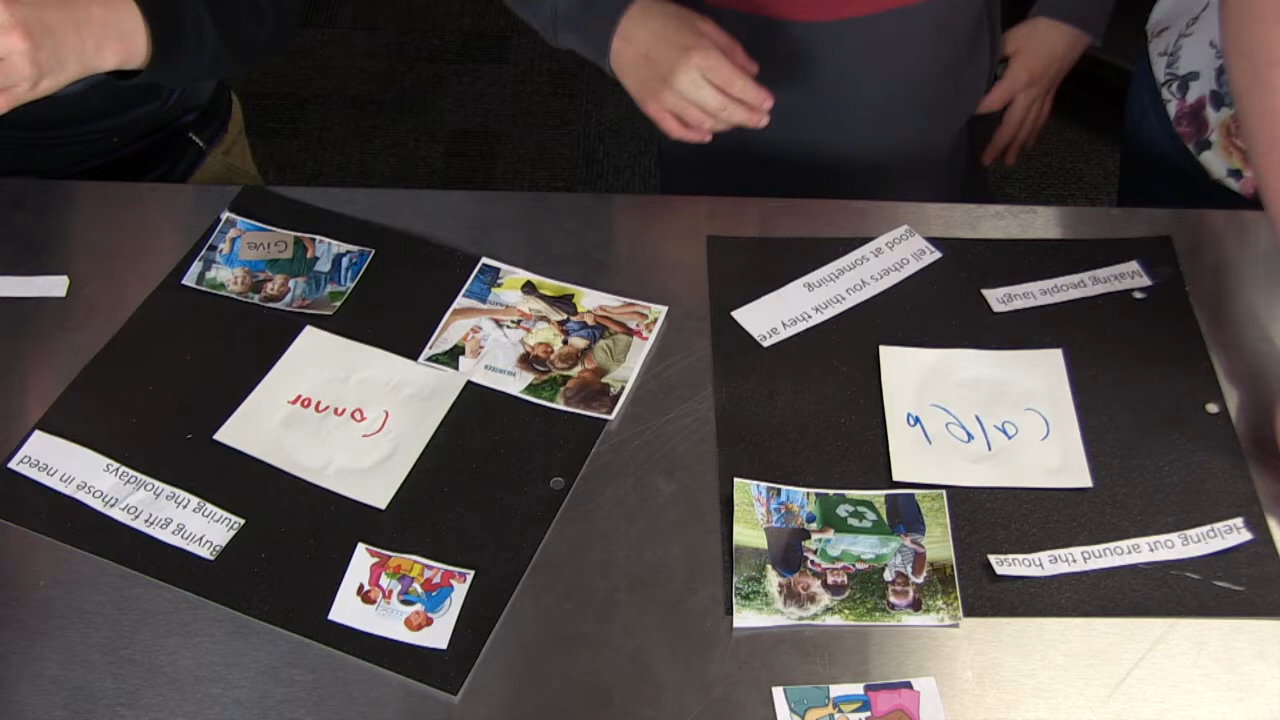 Give
VOLUNTEER
Connor
Buying gift for those in need
during the holidays
Tell others you think they are
good at something
Making people laugh
Caleb
Helping out around the house